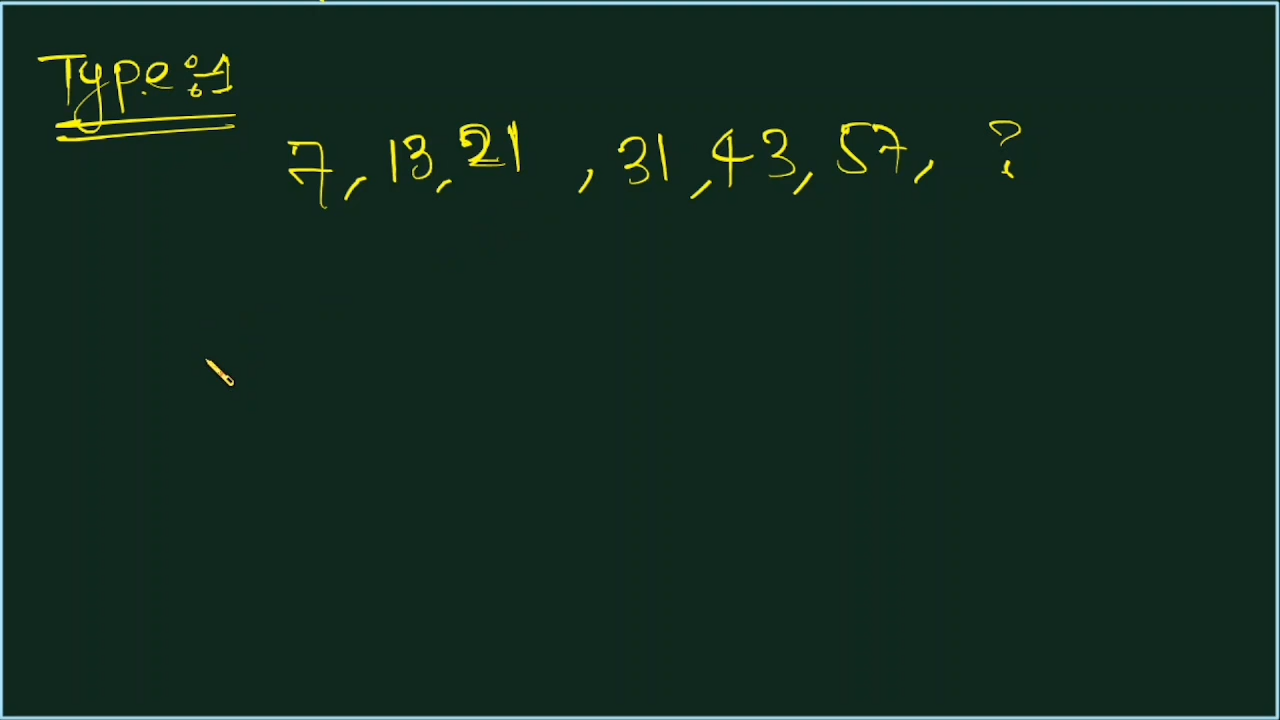 Type:-1
7, 13, 21, 31, 43, 57, ?